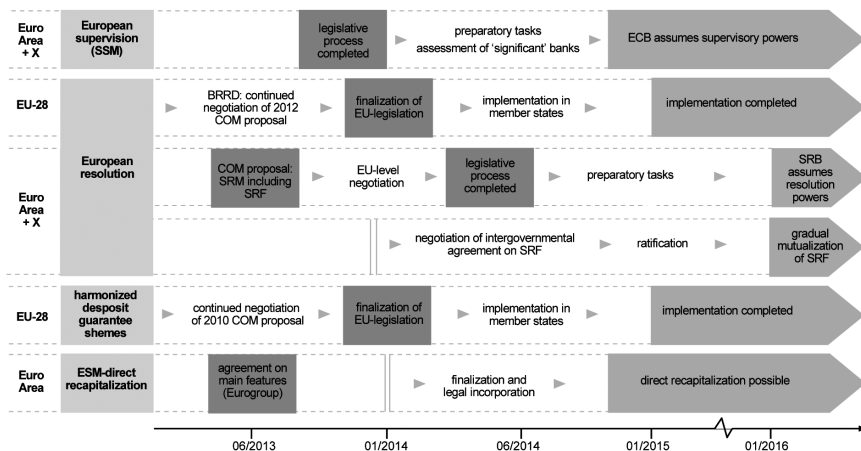 Euro
Area
+ X
European
supervision
(SSM)
legislative
process
completed
preparatory tasks
assessment of ‘significant’ banks
ECB assumes supervisory powers
EU-28
European
resolution
BRRD: continued
negotiation of 2012
COM proposal
finalization of
EU-legislation
implementation in
member states
implementation completed
Euro
Area
+ X
COM proposal:
SRM including
SRF
EU-level
negotiation
legislative
process
completed
preparatory tasks
SRB
assumes
resolution
powers
negotiation of intergovernmental
agreement on SRF
ratification
gradual
mutualization
of SRF
EU-28
harmonized
desposit
guarantee
shemes
continued negotiation
of 2010 COM proposal
finalization of
EU-legislation
implementation in
member states
implementation completed
Euro
Area
ESM-direct
recapitalization
agreement on
main features
(Eurogroup)
finalization and
legal incorporation
direct recapitalization possible
06/2013
01/2014
06/2014
01/2015
01/2016